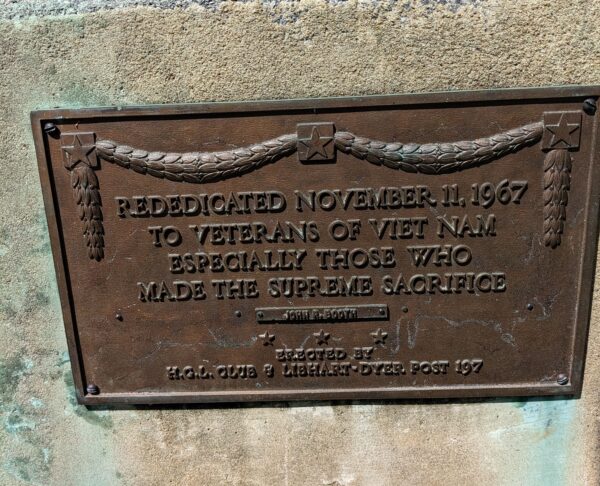 REDEDICATED NOVEMBER 11, 1967
TO VETERANS OF VIET NAM
ESPECIALLY THOSE WHO
MADE THE SUPREME SACRIFICE
JOHN R. BOOTH
ERECTED BY
H.G.L. CLUB & LIBHART-DYER POST 197